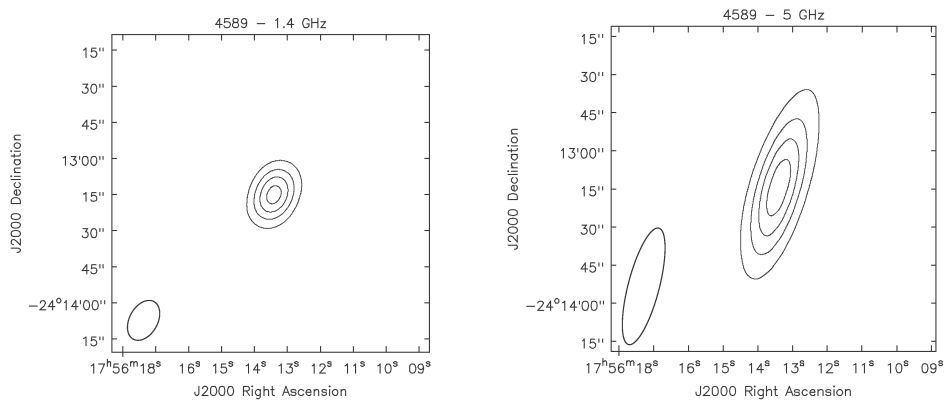 4589 – 1.4 GHz
J2000 Declination
15"
30"
45"
13'00"
15"
30"
45"
−24°14'00"
15"
17ʰ56ᵐ18ˢ 16ˢ 15ˢ 14ˢ 13ˢ 12ˢ 11ˢ 10ˢ 09ˢ
J2000 Right Ascension
4589 – 5 GHz
J2000 Declination
15"
30"
45"
13'00"
15"
30"
45"
−24°14'00"
15"
17ʰ56ᵐ18ˢ 16ˢ 15ˢ 14ˢ 13ˢ 12ˢ 11ˢ 10ˢ 09ˢ
J2000 Right Ascension